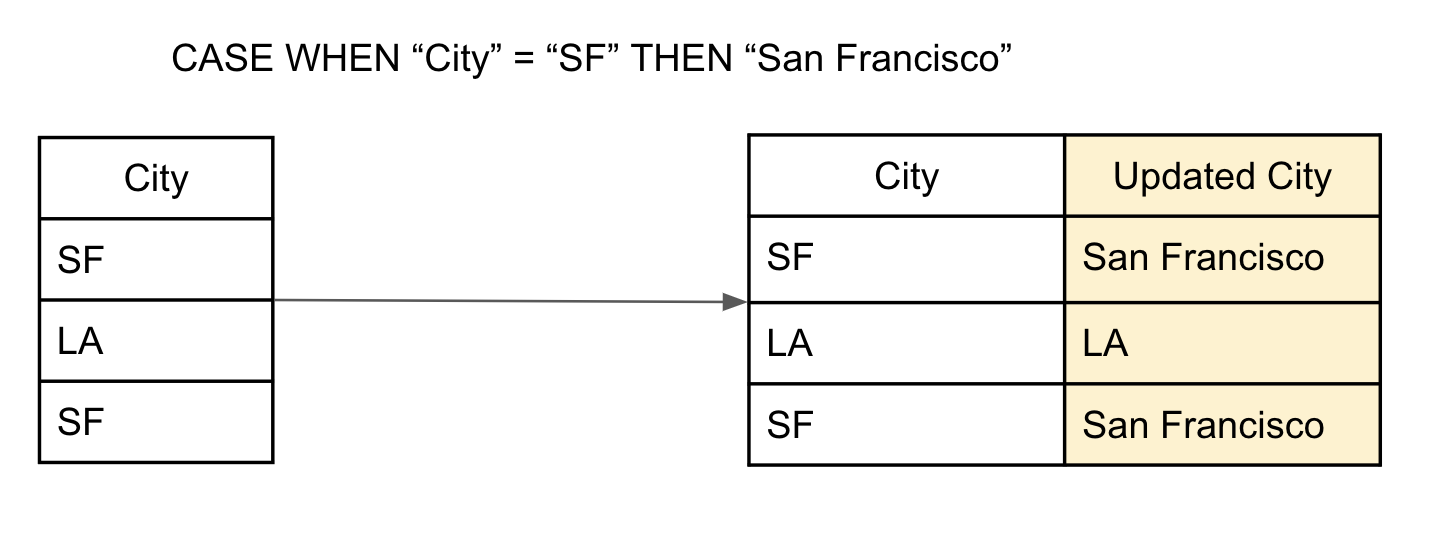 CASE WHEN “City” = “SF” THEN “San Francisco”
City
SF
LA
SF
City Updated City
SF San Francisco
LA LA
SF San Francisco